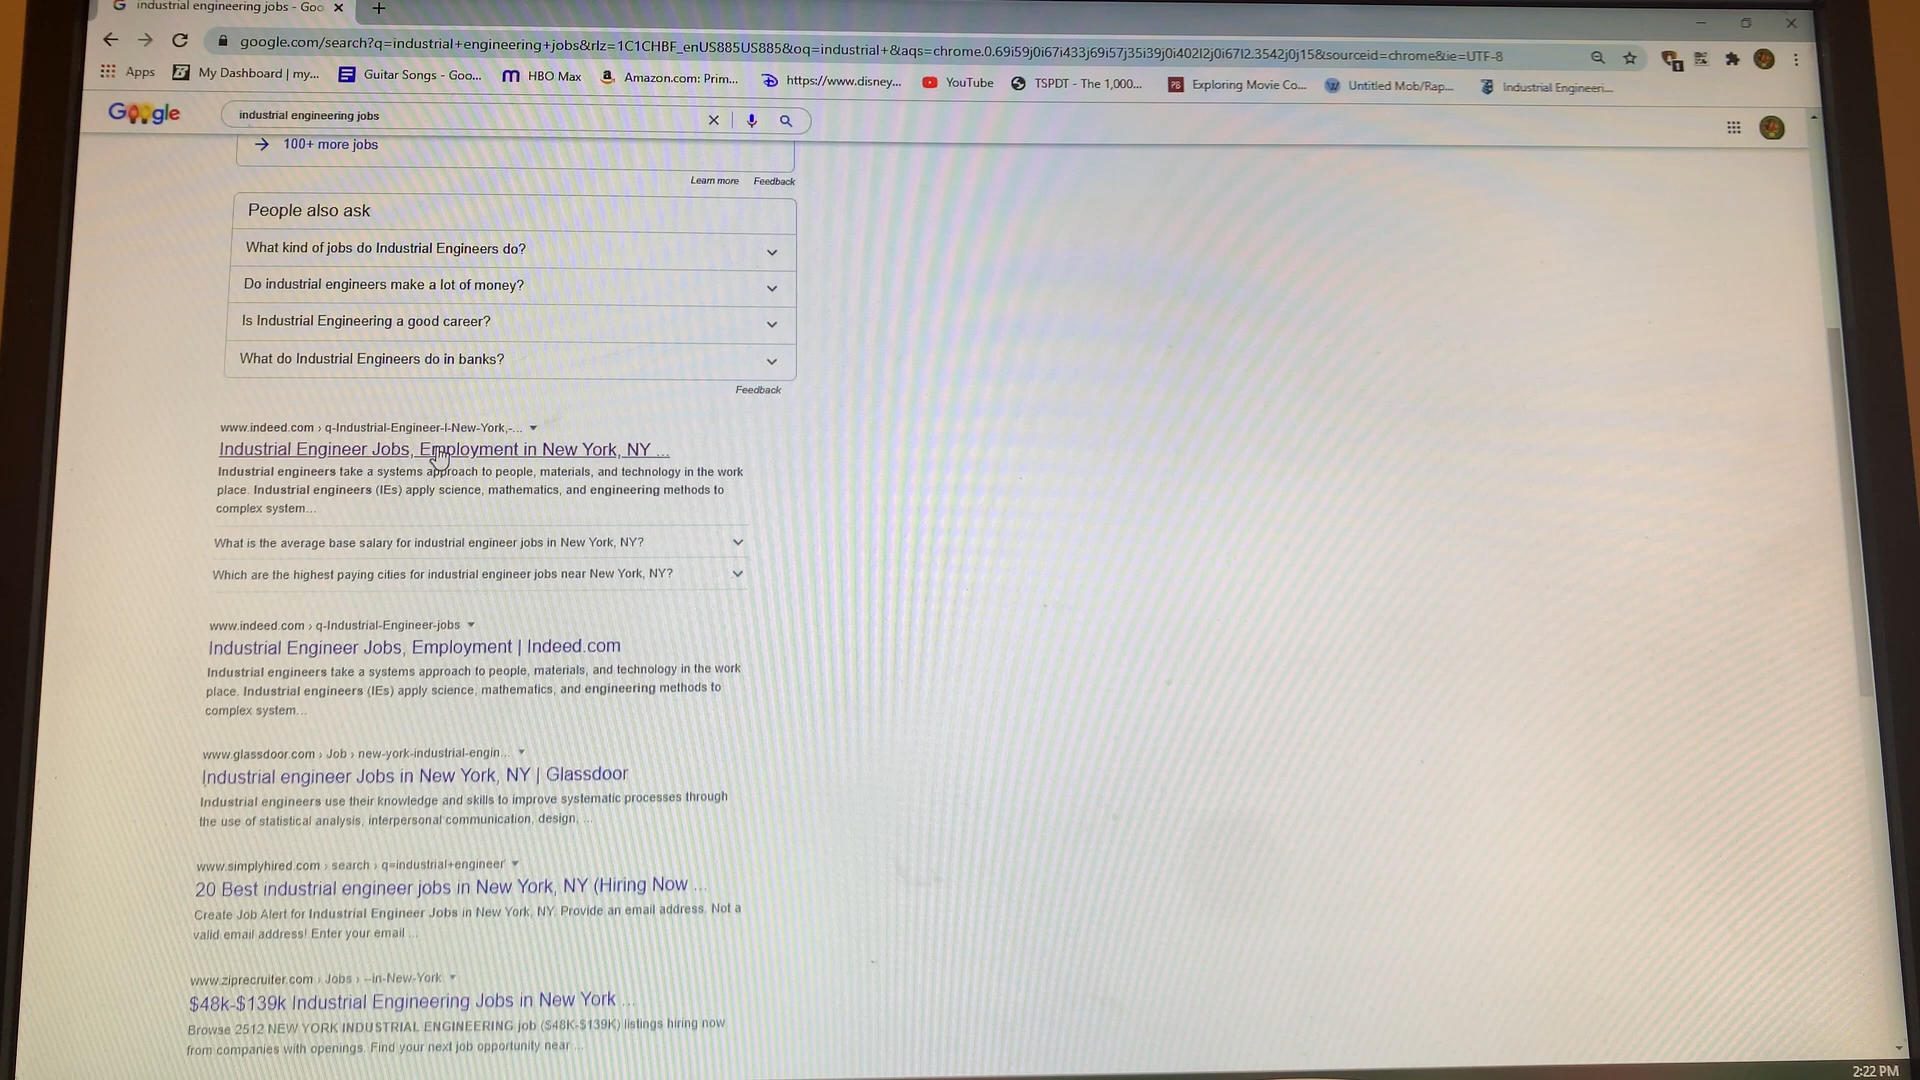 industrial engineering jobs - Goo
google.com/search?q=industrial+engineering+jobs&rlz=1C1CHBF_enUS885US885&oq=industrial+&aqs=chrome.0.69i59j0i67i433j69i57j35i39j0i402l2j0i67l2.3542j0j15&sourceid=chrome&ie=UTF-8
Apps My Dashboard | my... Guitar Songs - Goo... HBO Max Amazon.com: Prim... https://www.disney... YouTube TSPDT - The 1,000... Exploring Movie Co... Untitled Mob/Rap... Industrial Engineeri...
Google industrial engineering jobs
100+ more jobs
Learn more Feedback
People also ask
What kind of jobs do Industrial Engineers do?
Do industrial engineers make a lot of money?
Is Industrial Engineering a good career?
What do Industrial Engineers do in banks?
Feedback
www.indeed.com › q-Industrial-Engineer-l-New-York,-...
Industrial Engineer Jobs, Employment in New York, NY ...
Industrial engineers take a systems approach to people, materials, and technology in the work
place. Industrial engineers (IEs) apply science, mathematics, and engineering methods to
complex system...
What is the average base salary for industrial engineer jobs in New York, NY?
Which are the highest paying cities for industrial engineer jobs near New York, NY?
www.indeed.com › q-Industrial-Engineer-jobs
Industrial Engineer Jobs, Employment | Indeed.com
Industrial engineers take a systems approach to people, materials, and technology in the work
place. Industrial engineers (IEs) apply science, mathematics, and engineering methods to
complex system...
www.glassdoor.com › Job › new-york-industrial-engin...
Industrial engineer Jobs in New York, NY | Glassdoor
Industrial engineers use their knowledge and skills to improve systematic processes through
the use of statistical analysis, interpersonal communication, design, ...
www.simplyhired.com › search › q=industrial+engineer
20 Best industrial engineer jobs in New York, NY (Hiring Now ...
Create Job Alert for Industrial Engineer Jobs in New York, NY. Provide an email address. Not a
valid email address! Enter your email ...
www.ziprecruiter.com › Jobs › --in-New-York
$48k-$139k Industrial Engineering Jobs in New York ...
Browse 2512 NEW YORK INDUSTRIAL ENGINEERING job ($48K-$139K) listings hiring now
from companies with openings. Find your next job opportunity near ...
2:22 PM